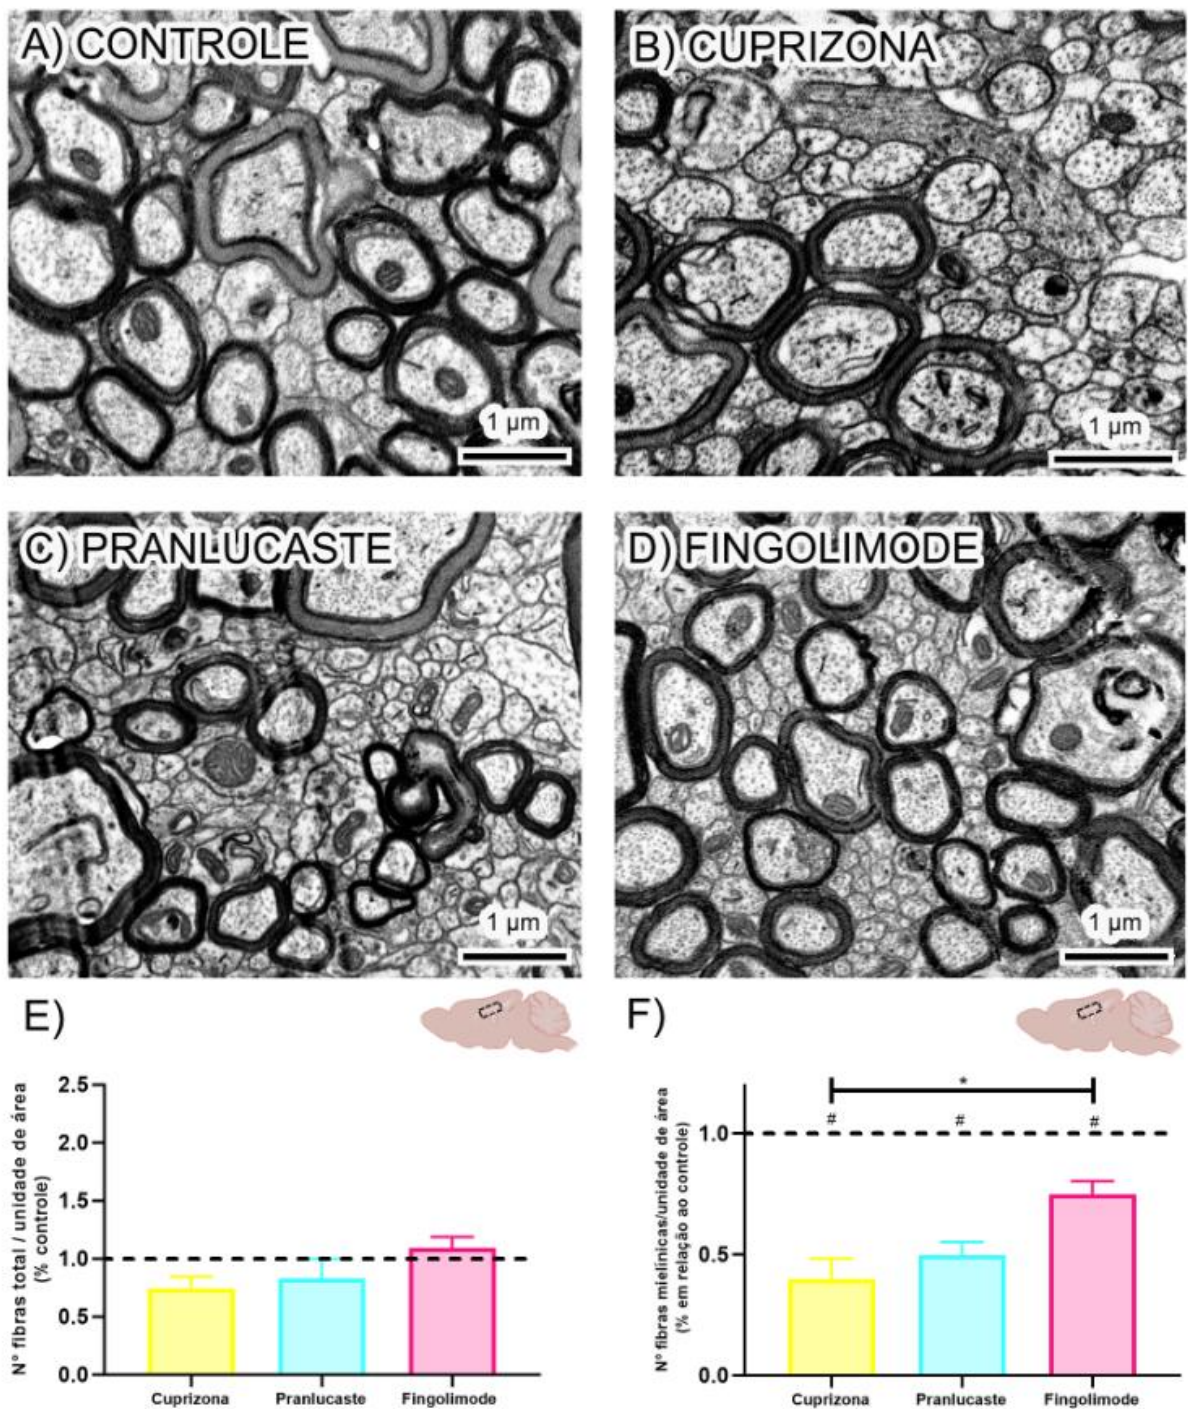 A) CONTROLE
1 µm
B) CUPRIZONA
1 µm
C) PRANLUCASTE
1 µm
D) FINGOLIMODE
1 µm
E)
Nº fibras total / unidade de área
(% controle)
2.5
2.0
1.5
1.0
0.5
0.0
Cuprizona Pranlucaste Fingolimode
F)
Nº fibras mielínicas/unidade de área
(% em relação ao controle)
*
# # #
1.0
0.5
0.0
Cuprizona Pranlucaste Fingolimode